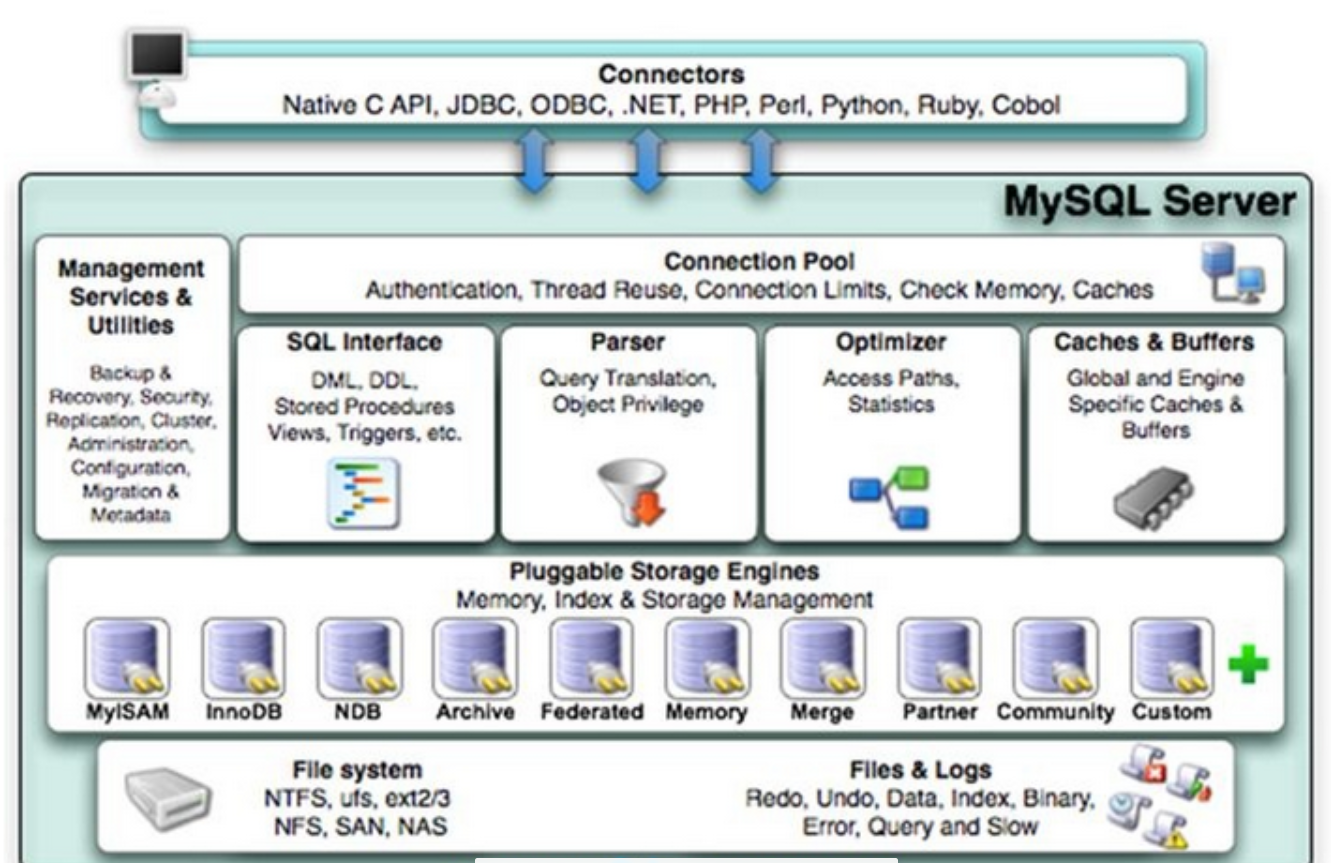 Connectors
Native C API, JDBC, ODBC, .NET, PHP, Perl, Python, Ruby, Cobol
MySQL Server
Management
Services &
Utilities
Backup &
Recovery, Security,
Replication, Cluster,
Administration,
Configuration,
Migration &
Metadata
Connection Pool
Authentication, Thread Reuse, Connection Limits, Check Memory, Caches
SQL Interface
DML, DDL,
Stored Procedures
Views, Triggers, etc.
Parser
Query Translation,
Object Privilege
Optimizer
Access Paths,
Statistics
Caches & Buffers
Global and Engine
Specific Caches &
Buffers
Pluggable Storage Engines
Memory, Index & Storage Management
MyISAM
InnoDB
NDB
Archive
Federated
Memory
Merge
Partner
Community
Custom
File system
NTFS, ufs, ext2/3
NFS, SAN, NAS
Files & Logs
Redo, Undo, Data, Index, Binary,
Error, Query and Slow